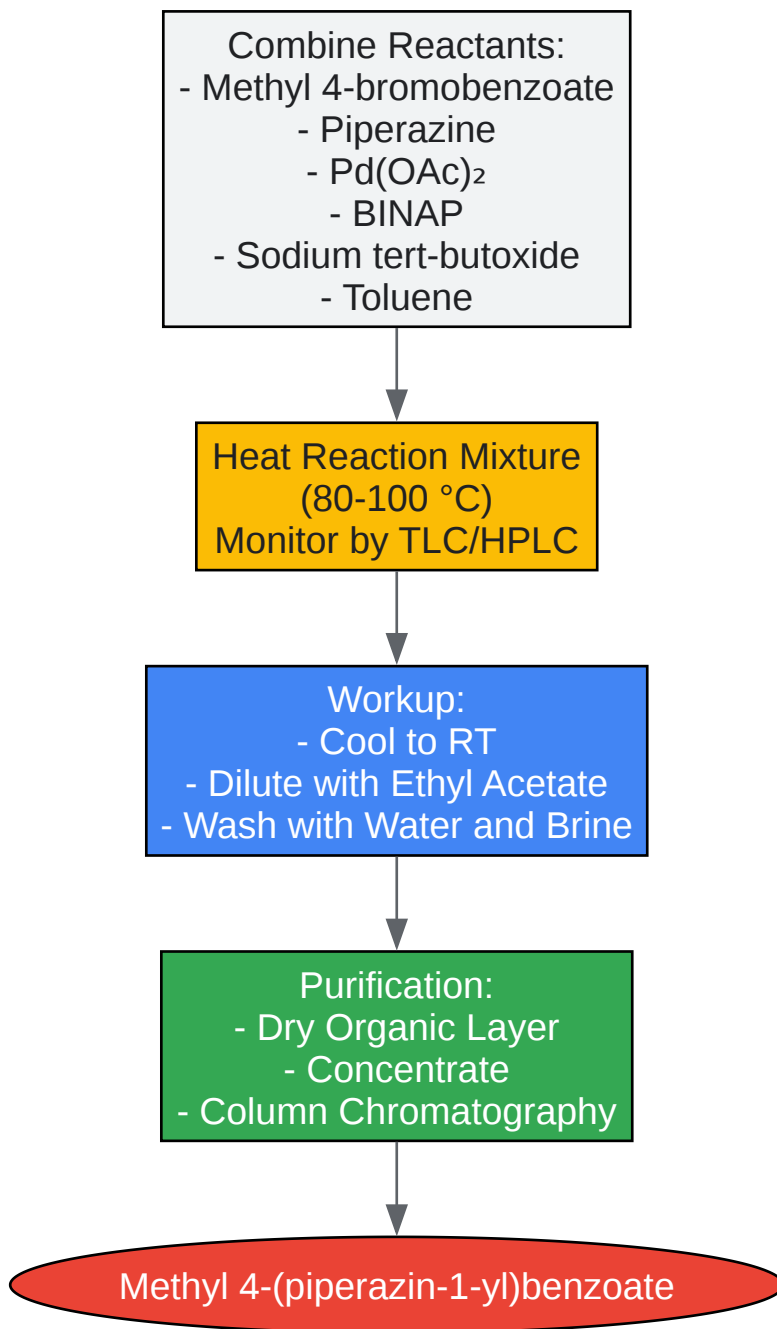 Combine Reactants:
- Methyl 4-bromobenzoate
- Piperazine
- Pd(OAc)₂
- BINAP
- Sodium tert-butoxide
- Toluene
Heat Reaction Mixture
(80-100 °C)
Monitor by TLC/HPLC
Workup:
- Cool to RT
- Dilute with Ethyl Acetate
- Wash with Water and Brine
Purification:
- Dry Organic Layer
- Concentrate
- Column Chromatography
Methyl 4-(piperazin-1-yl)benzoate